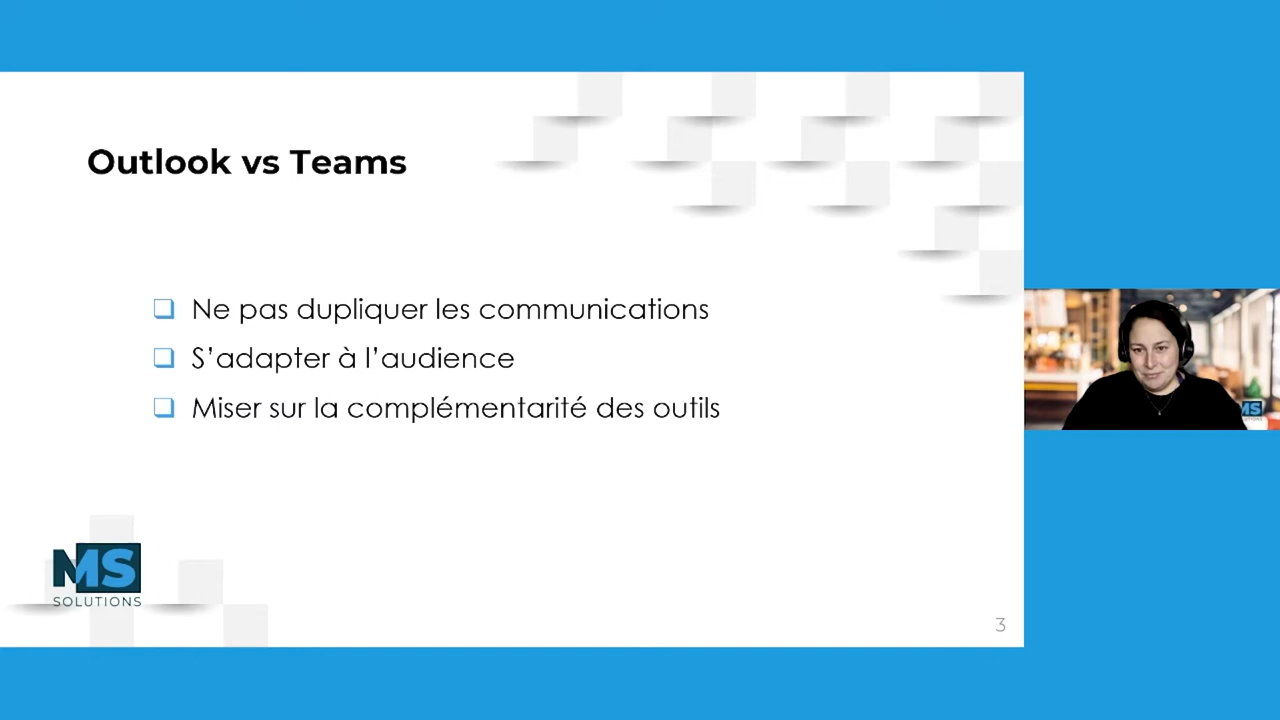 Outlook vs Teams
Ne pas dupliquer les communications
S’adapter à l’audience
Miser sur la complémentarité des outils
MS
SOLUTIONS
3
MS